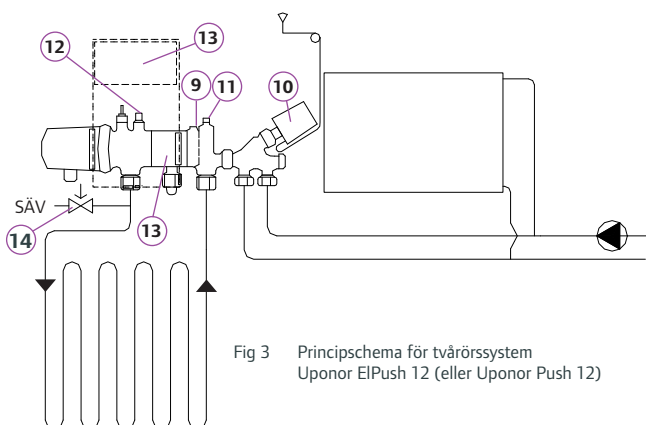 13
12
9
11
10
SÄV
14
13
Fig 3 Principschema för tvårörssystem
Uponor ElPush 12 (eller Uponor Push 12)